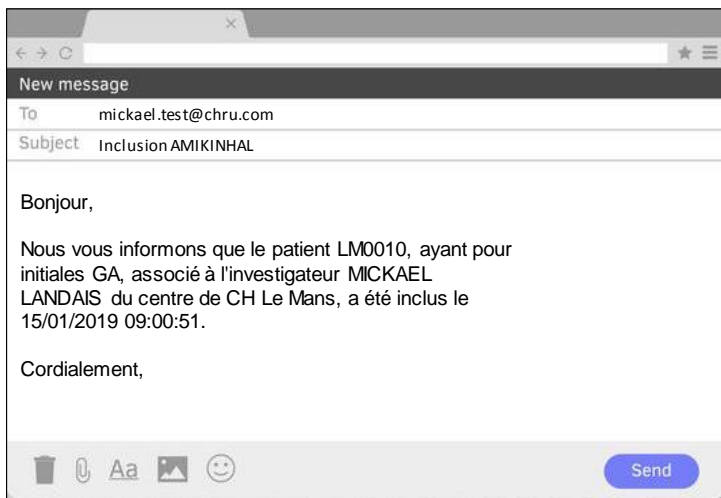 New message
To mickael.test@chru.com
Subject Inclusion AMIKINHAL
Bonjour,
Nous vous informons que le patient LM0010, ayant pour
initiales GA, associé à l'investigateur MICKAEL
LANDAIS du centre de CH Le Mans, a été inclus le
15/01/2019 09:00:51.
Cordialement,
Aa
Send